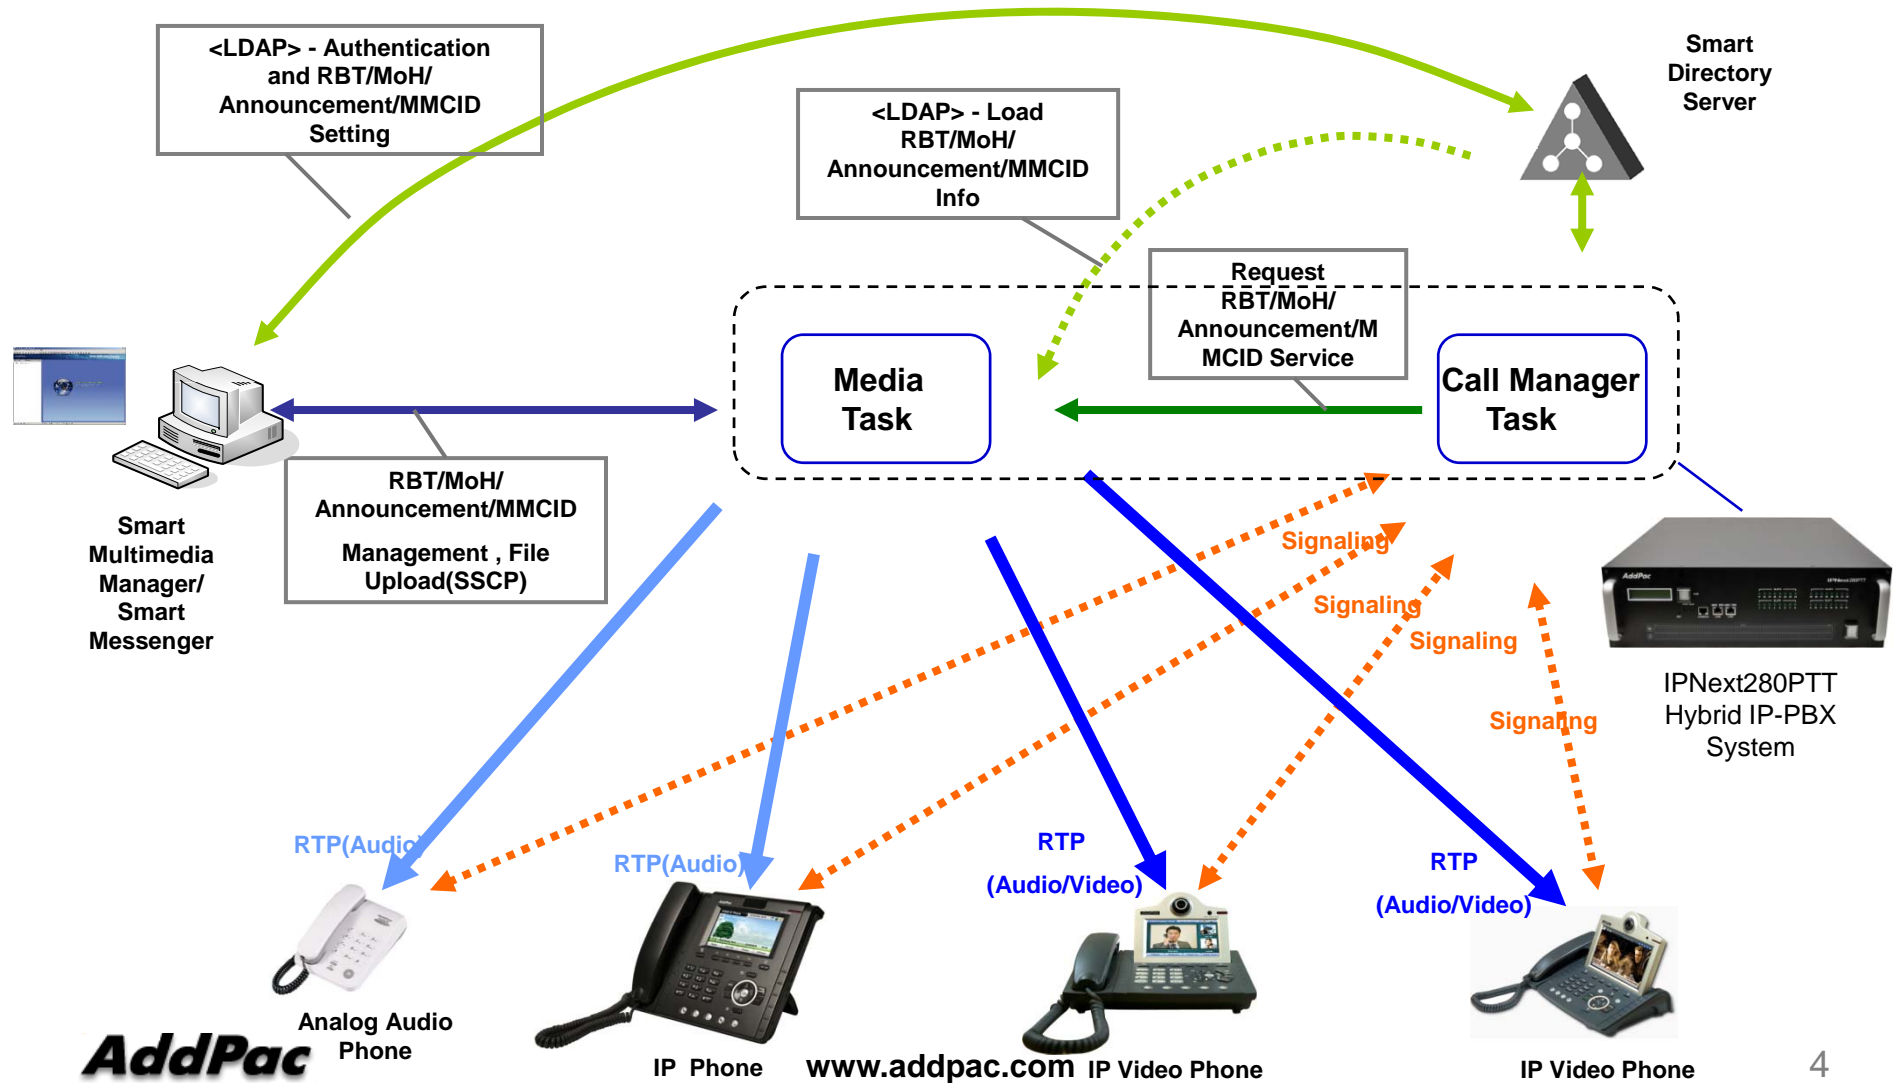 <LDAP> - Authentication
and RBT/MoH/
Announcement/MMCID
Setting
<LDAP> - Load
RBT/MoH/
Announcement/MMCID
Info
Smart
Directory
Server
Request
RBT/MoH/
Announcement/M
MCID Service
Media
Task
Call Manager
Task
RBT/MoH/
Announcement/MMCID
Management , File
Upload(SSCP)
Smart
Multimedia
Manager/
Smart
Messenger
Signaling
Signaling
Signaling
Signaling
AddPac
IPNext280PTT
IPNext280PTT
Hybrid IP-PBX
System
RTP(Audio)
RTP(Audio)
RTP
(Audio/Video)
RTP
(Audio/Video)
Analog Audio
Phone
IP Phone
IP Video Phone
IP Video Phone
AddPac
www.addpac.com
4